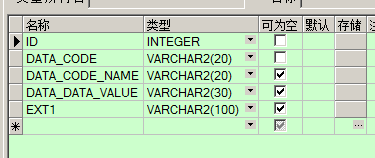 名称 类型 可为空 默认 存储
ID INTEGER
DATA_CODE VARCHAR2(20)
DATA_CODE_NAME VARCHAR2(20)
DATA_DATA_VALUE VARCHAR2(30)
EXT1 VARCHAR2(100)
* ...